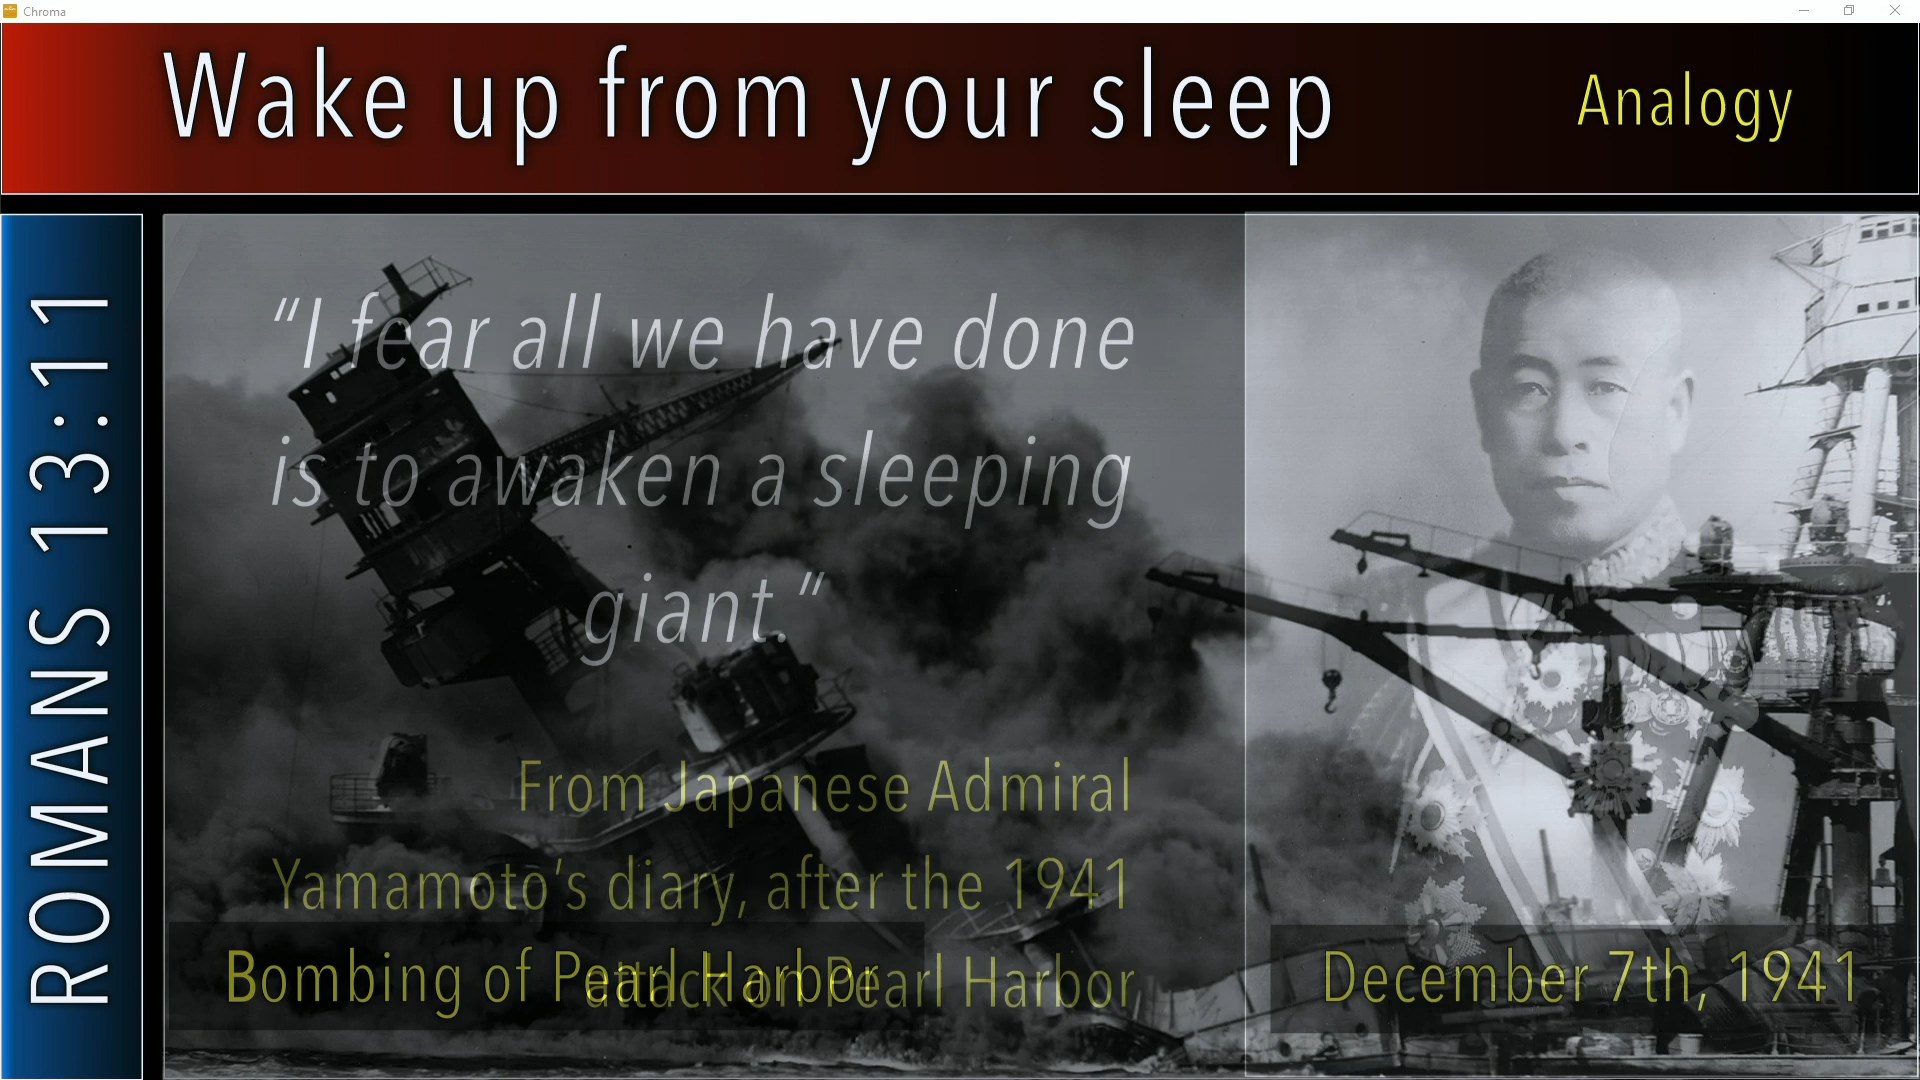 Chroma
Wake up from your sleep
Analogy
ROMANS 13:11
“I fear all we have done
is to awaken a sleeping
giant.”
From Japanese Admiral
Yamamoto’s diary, after the 1941
attack on Pearl Harbor
Bombing of Pearl Harbor
December 7th, 1941